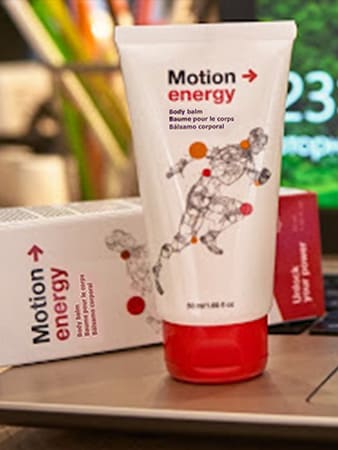 Motion →
energy
Body balm
Baume pour le corps
Bálsamo corporal
50 ml/1.69 fl oz
Motion →
energy
Body balm
Baume pour le corps
Bálsamo corporal
Unlock
your power
23